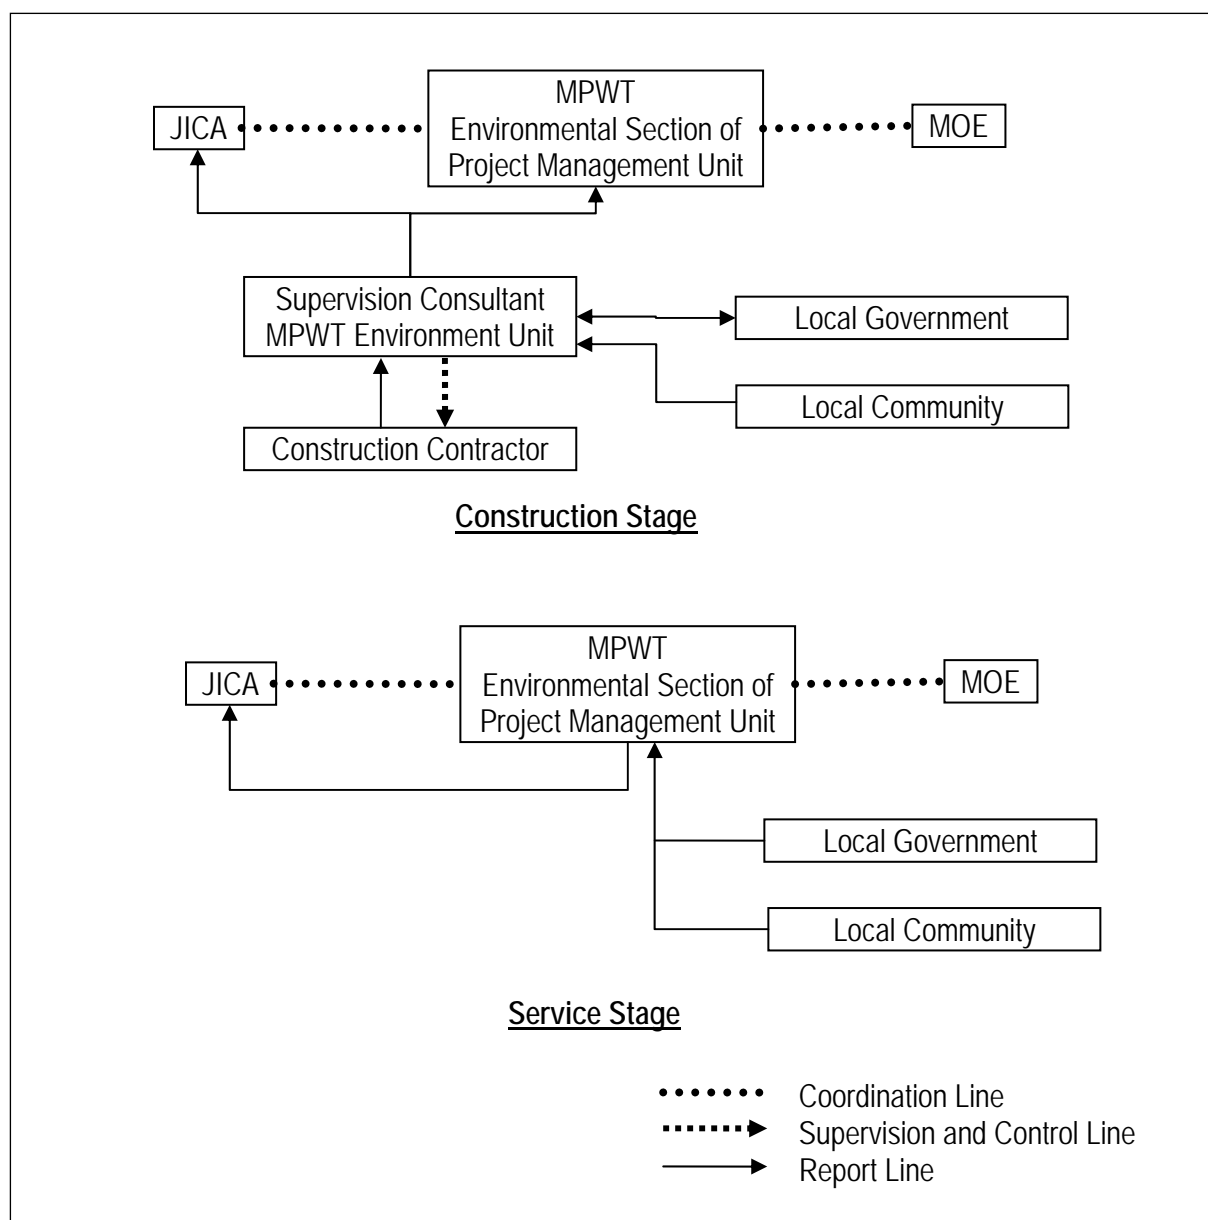 MPWT
JICA
Environmental Section of
MOE
Project Management Unit
Supervision Consultant
MPWT Environment Unit
Local Government
Local Community
Construction Contractor
Construction Stage
MPWT
JICA
Environmental Section of
MOE
Project Management Unit
Local Government
Local Community
Service Stage
Coordination Line
Supervision and Control Line
Report Line